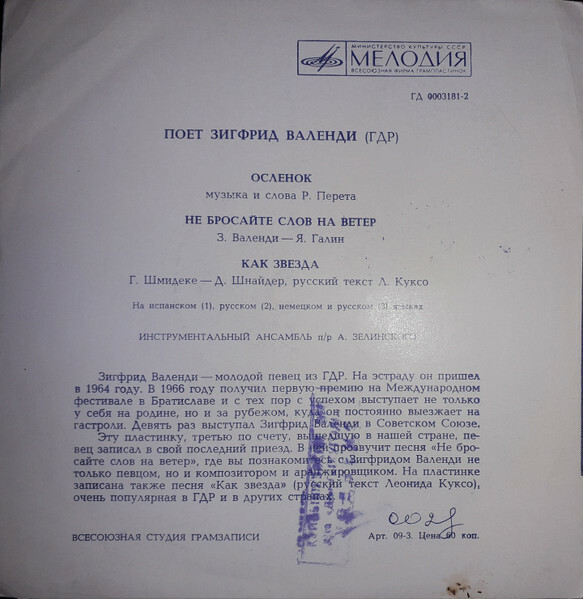 МИНИСТЕРСТВО КУЛЬТУРЫ СССР
МЕЛОДИЯ
ВСЕСОЮЗНАЯ ФИРМА ГРАМПЛАСТИНОК
ГД 0003181-2
ПОЕТ ЗИГФРИД ВАЛЕНДИ (ГДР)
ОСЛЕНОК
музыка и слова Р. Перета
НЕ БРОСАЙТЕ СЛОВ НА ВЕТЕР
З. Валенди — Я. Галин
КАК ЗВЕЗДА
Г. Шмидеке — Д. Шнайдер, русский текст Л. Куксо
На испанском (1), русском (2), немецком и русском (3) языках
ИНСТРУМЕНТАЛЬНЫЙ АНСАМБЛЬ п/р А. ЗЕЛИНСКОГО
Зигфрид Валенди — молодой певец из ГДР. На эстраду он пришел
в 1964 году. В 1966 году получил первую премию на Международном
фестивале в Братиславе и с тех пор с успехом выступает не только
у себя на родине, но и за рубежом, куда он постоянно выезжает на
гастроли. Девять раз выступал Зигфрид Валенди в Советском Союзе.
Эту пластинку, третью по счету, вышедшую в нашей стране, пе-
вец записал в свой последний приезд. В ней прозвучит песня «Не бро-
сайте слов на ветер», где вы познакомитесь с Зигфридом Валенди не
только певцом, но и композитором и аранжировщиком. На пластинке
записана также песня «Как звезда» (русский текст Леонида Куксо),
очень популярная в ГДР и в других странах.
ВСЕСОЮЗНАЯ СТУДИЯ ГРАМЗАПИСИ
Арт. 09-3. Цена 60 коп.